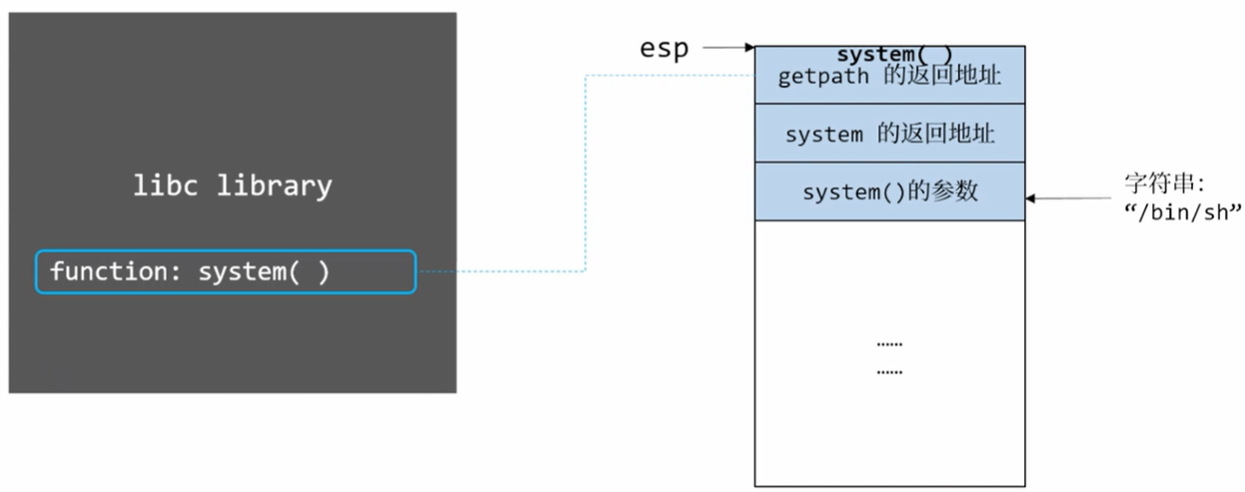 libc library
function: system( )
esp
system( )
getpath 的返回地址
system 的返回地址
system()的参数
……
……
字符串:
“/bin/sh”